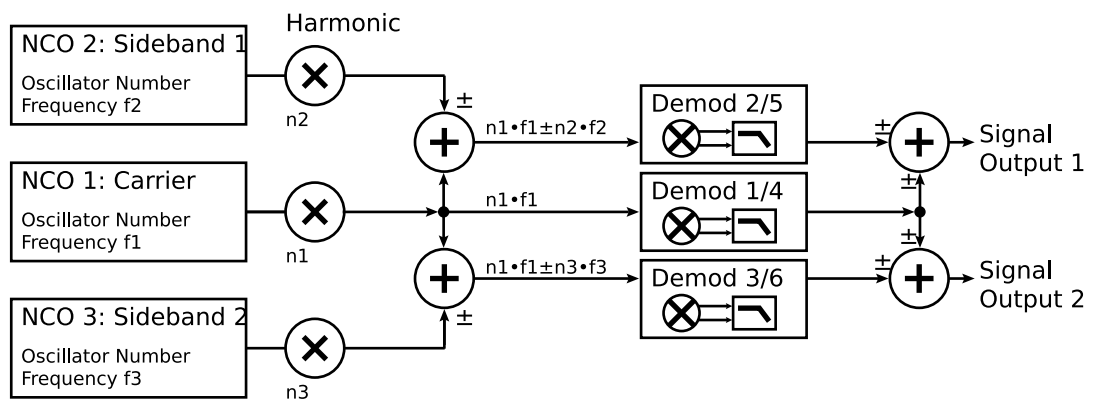 Harmonic
NCO 2: Sideband 1
Oscillator Number
Frequency f2
n2
±
n1•f1±n2•f2
Demod 2/5
±
Signal
Output 1
±
NCO 1: Carrier
Oscillator Number
Frequency f1
n1
n1•f1
Demod 1/4
±
NCO 3: Sideband 2
Oscillator Number
Frequency f3
n3
±
n1•f1±n3•f3
Demod 3/6
±
Signal
Output 2